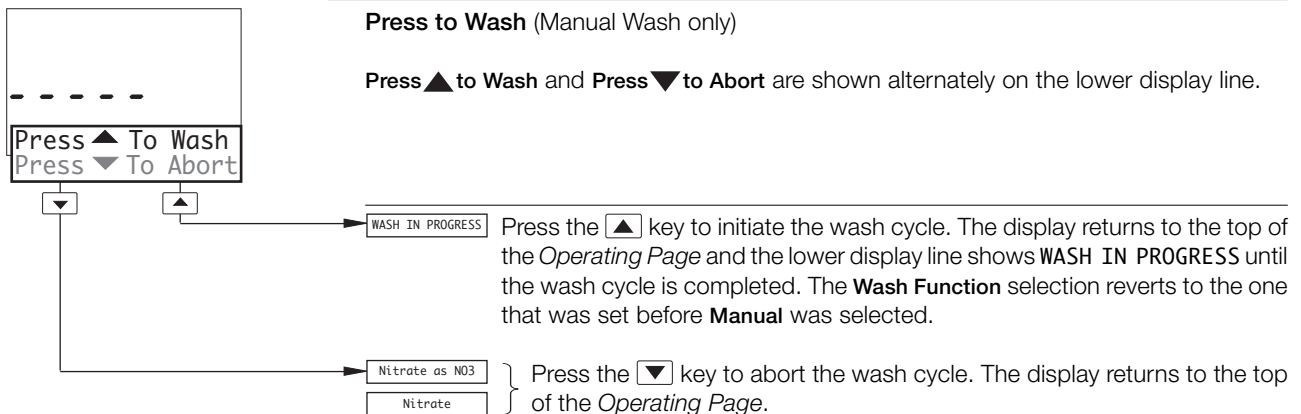 Press to Wash (Manual Wash only)
Press▲to Wash and Press▼to Abort are shown alternately on the lower display line.
- - - - -
Press ▲ To Wash
Press ▼ To Abort
WASH IN PROGRESS
Press the ▲ key to initiate the wash cycle. The display returns to the top of
the Operating Page and the lower display line shows WASH IN PROGRESS until
the wash cycle is completed. The Wash Function selection reverts to the one
that was set before Manual was selected.
Nitrate as NO3
Nitrate
Press the ▼ key to abort the wash cycle. The display returns to the top
of the Operating Page.